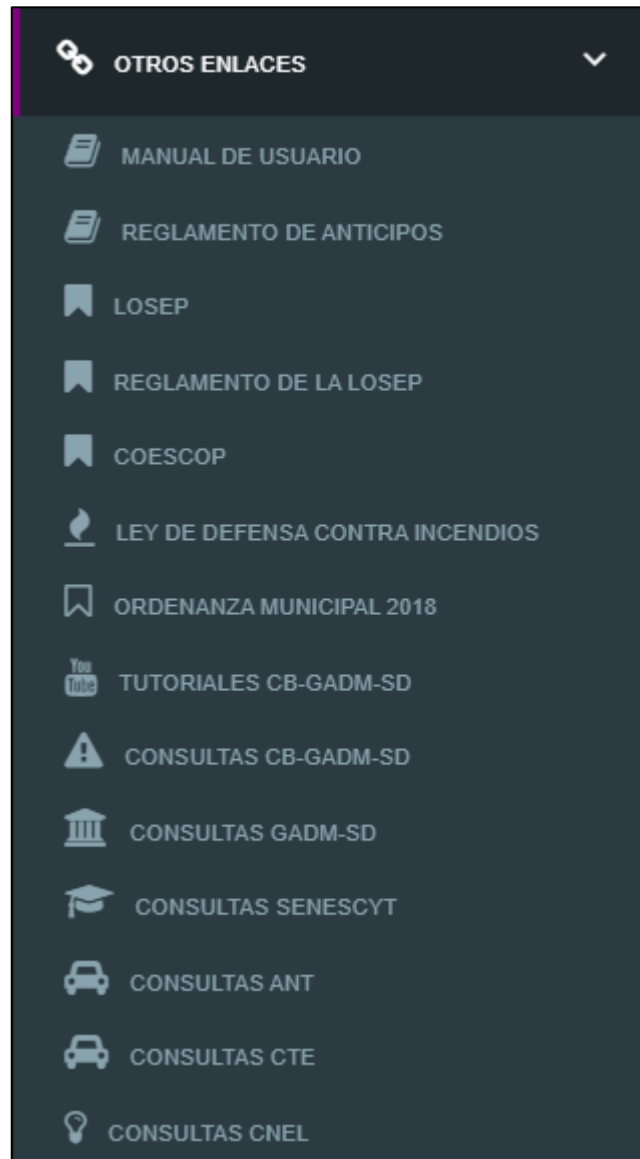 OTROS ENLACES
MANUAL DE USUARIO
REGLAMENTO DE ANTICIPOS
LOSEP
REGLAMENTO DE LA LOSEP
COESCOP
LEY DE DEFENSA CONTRA INCENDIOS
ORDENANZA MUNICIPAL 2018
You Tube TUTORIALES CB-GADM-SD
CONSULTAS CB-GADM-SD
CONSULTAS GADM-SD
CONSULTAS SENESCYT
CONSULTAS ANT
CONSULTAS CTE
CONSULTAS CNEL